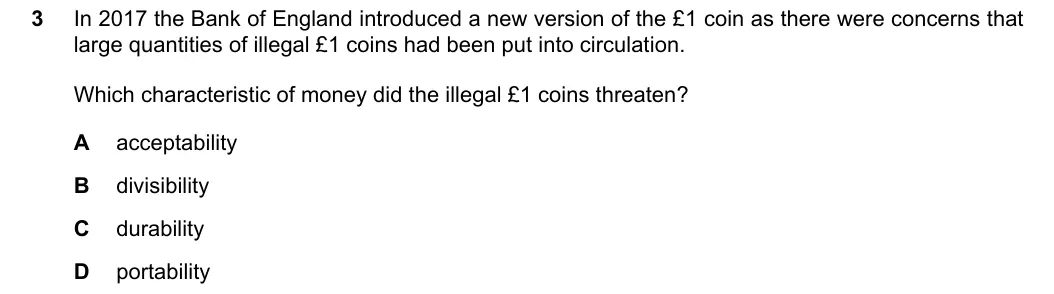 3 In 2017 the Bank of England introduced a new version of the £1 coin as there were concerns that
large quantities of illegal £1 coins had been put into circulation.
Which characteristic of money did the illegal £1 coins threaten?
A acceptability
B divisibility
C durability
D portability